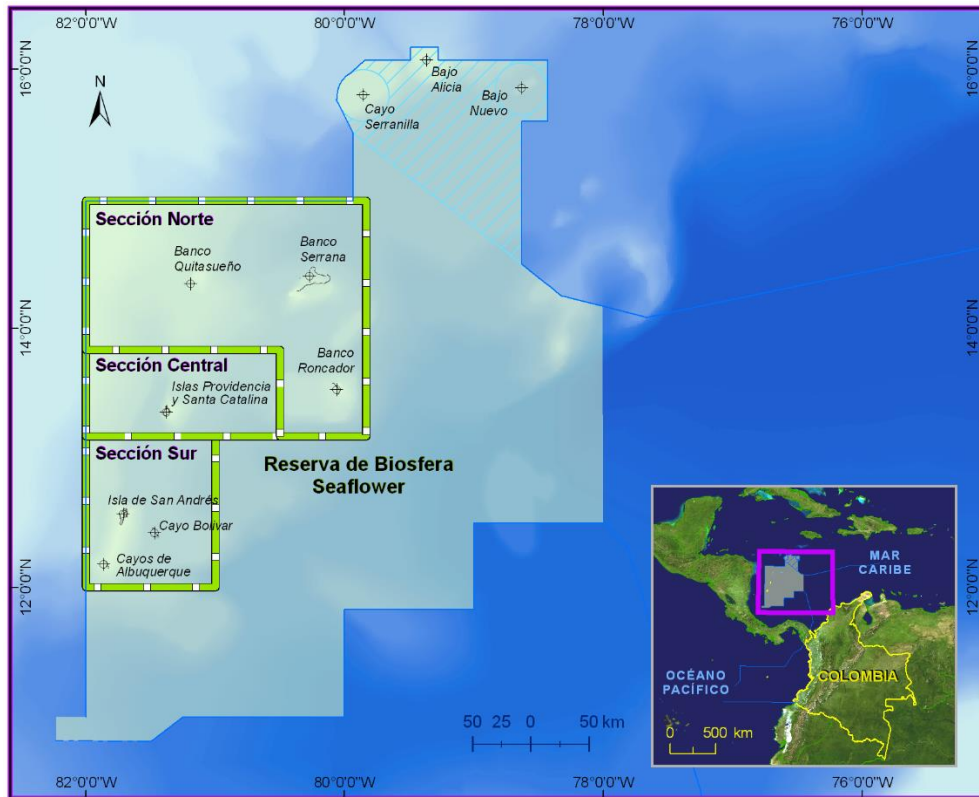 82°0'0"W
80°0'0"W
78°0'0"W
76°0'0"W
16°0'0"N
16°0'0"N
N
Bajo
Alicia
Bajo
Nuevo
Cayo
Serranilla
Sección Norte
Banco
Quitasueño
Banco
Serrana
14°0'0"N
14°0'0"N
Banco
Roncador
Sección Central
Islas Providencia
y Santa Catalina
Sección Sur
Reserva de Biosfera
Seaflower
Isla de San Andrés
Cayo Bolívar
Cayos de
Albuquerque
12°0'0"N
12°0'0"N
MAR
CARIBE
OCÉANO
PACÍFICO
COLOMBIA
0 500 km
50 25 0 50 km
82°0'0"W
80°0'0"W
78°0'0"W
76°0'0"W